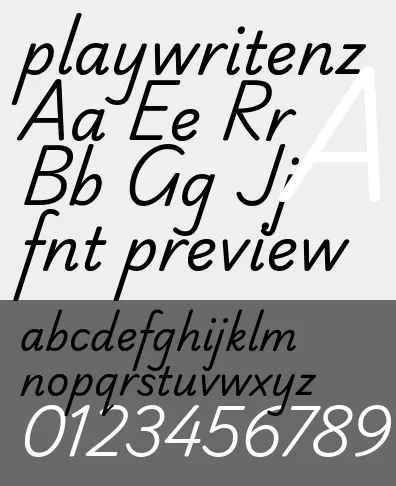 playwritenz
Aa Ee Rr
A
Bb Gg Jj
fnt preview
abcdefghijklm
nopqrstuvwxyz
0123456789